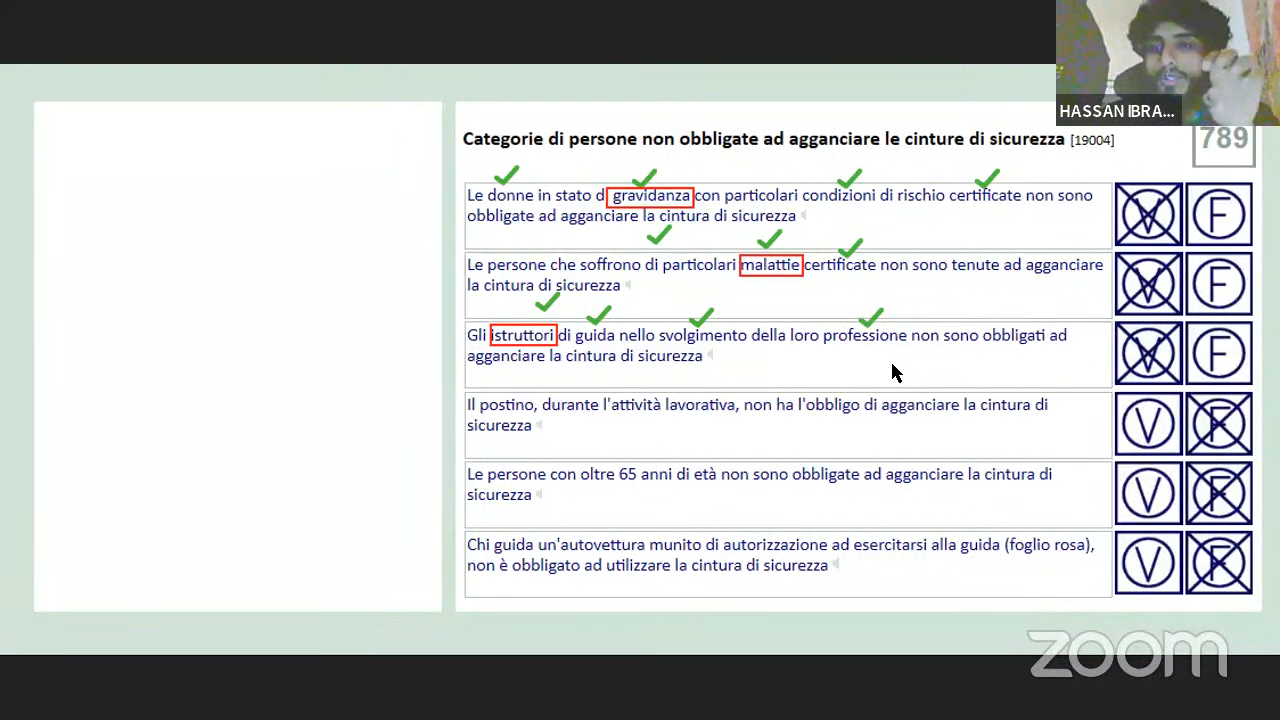 HASSAN IBRA...
Categorie di persone non obbligate ad agganciare le cinture di sicurezza [19004]
789
Le donne in stato d gravidanza con particolari condizioni di rischio certificate non sono
obbligate ad agganciare la cintura di sicurezza
V F
Le persone che soffrono di particolari malattie certificate non sono tenute ad agganciare
la cintura di sicurezza
V F
Gli istruttori di guida nello svolgimento della loro professione non sono obbligati ad
agganciare la cintura di sicurezza
V F
Il postino, durante l'attività lavorativa, non ha l'obbligo di agganciare la cintura di
sicurezza
V F
Le persone con oltre 65 anni di età non sono obbligate ad agganciare la cintura di
sicurezza
V F
Chi guida un'autovettura munito di autorizzazione ad esercitarsi alla guida (foglio rosa),
non è obbligato ad utilizzare la cintura di sicurezza
V F
zoom